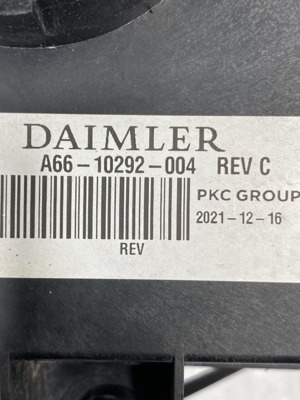 DAIMLER
A66-10292-004 REV C
PKC GROUP
2021-12-16
REV